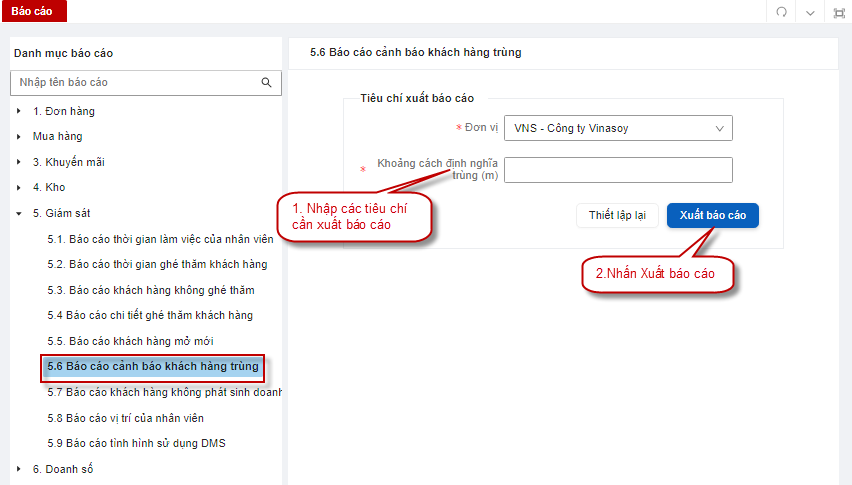 Báo cáo
Danh mục báo cáo
Nhập tên báo cáo
1. Đơn hàng
Mua hàng
3. Khuyến mãi
4. Kho
5. Giám sát
5.1. Báo cáo thời gian làm việc của nhân viên
5.2. Báo cáo thời gian ghé thăm khách hàng
5.3. Báo cáo khách hàng không ghé thăm
5.4 Báo cáo chi tiết ghé thăm khách hàng
5.5. Báo cáo khách hàng mở mới
5.6 Báo cáo cảnh báo khách hàng trùng
5.7 Báo cáo khách hàng không phát sinh doanh
5.8 Báo cáo vị trí của nhân viên
5.9 Báo cáo tình hình sử dụng DMS
6. Doanh số
5.6 Báo cáo cảnh báo khách hàng trùng
Tiêu chí xuất báo cáo
* Đơn vị
VNS - Công ty Vinasoy
* Khoảng cách định nghĩa
trùng (m)
1. Nhập các tiêu chí
cần xuất báo cáo
Thiết lập lại
Xuất báo cáo
2.Nhấn Xuất báo cáo